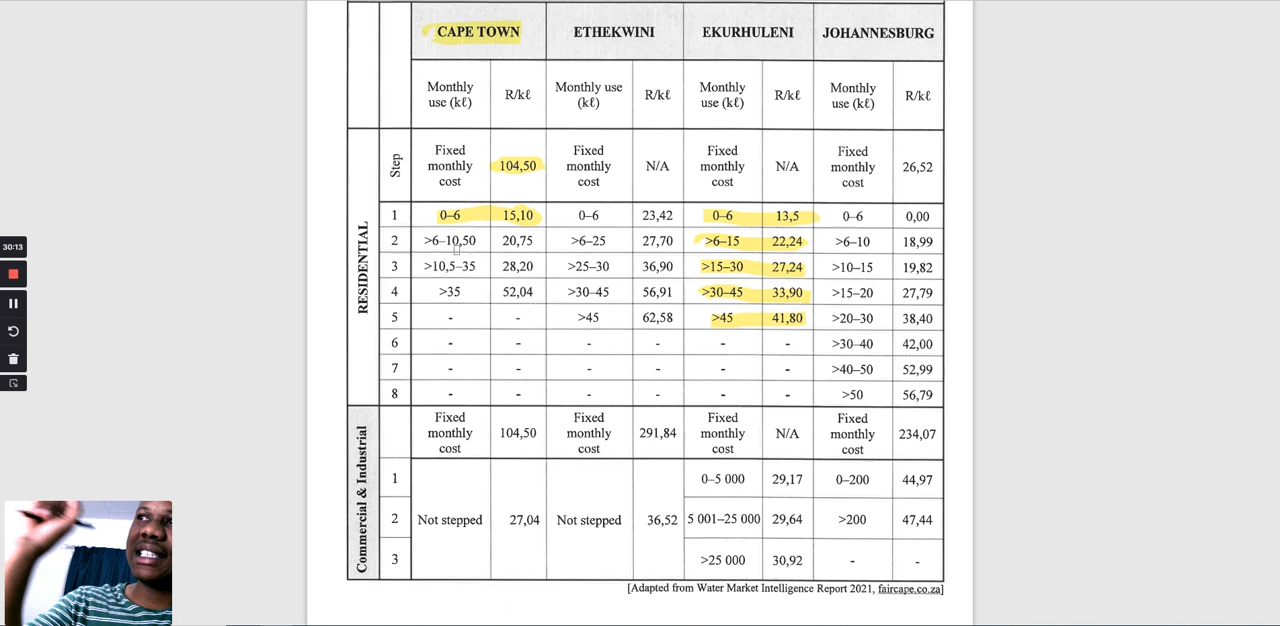 CAPE TOWN ETHEKWINI EKURHULENI JOHANNESBURG
Monthly use (kℓ) R/kℓ Monthly use (kℓ) R/kℓ Monthly use (kℓ) R/kℓ Monthly use (kℓ) R/kℓ
RESIDENTIAL
Step Fixed monthly cost 104,50 Fixed monthly cost N/A Fixed monthly cost N/A Fixed monthly cost 26,52
1 0–6 15,10 0–6 23,42 0–6 13,5 0–6 0,00
2 >6–10,50 20,75 >6–25 27,70 >6–15 22,24 >6–10 18,99
3 >10,5–35 28,20 >25–30 36,90 >15–30 27,24 >10–15 19,82
4 >35 52,04 >30–45 56,91 >30–45 33,90 >15–20 27,79
5 - - >45 62,58 >45 41,80 >20–30 38,40
6 - - - - - - >30–40 42,00
7 - - - - - - >40–50 52,99
8 - - - - - - >50 56,79
Commercial & Industrial
Fixed monthly cost 104,50 Fixed monthly cost 291,84 Fixed monthly cost N/A Fixed monthly cost 234,07
1 0–5 000 29,17 0–200 44,97
2 Not stepped 27,04 Not stepped 36,52 5 001–25 000 29,64 >200 47,44
3 >25 000 30,92 - -
[Adapted from Water Market Intelligence Report 2021, faircape.co.za]
30:13